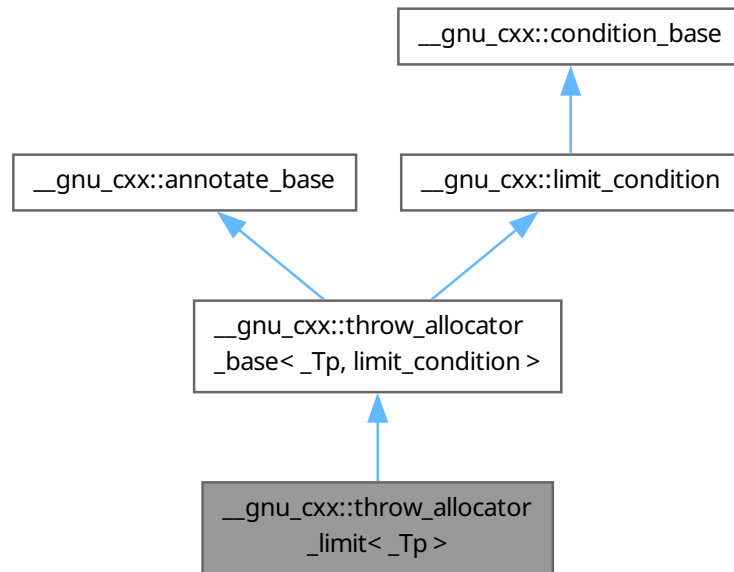 __gnu_cxx::condition_base
__gnu_cxx::annotate_base
__gnu_cxx::limit_condition
__gnu_cxx::throw_allocator
_base< _Tp, limit_condition >
__gnu_cxx::throw_allocator
_limit< _Tp >